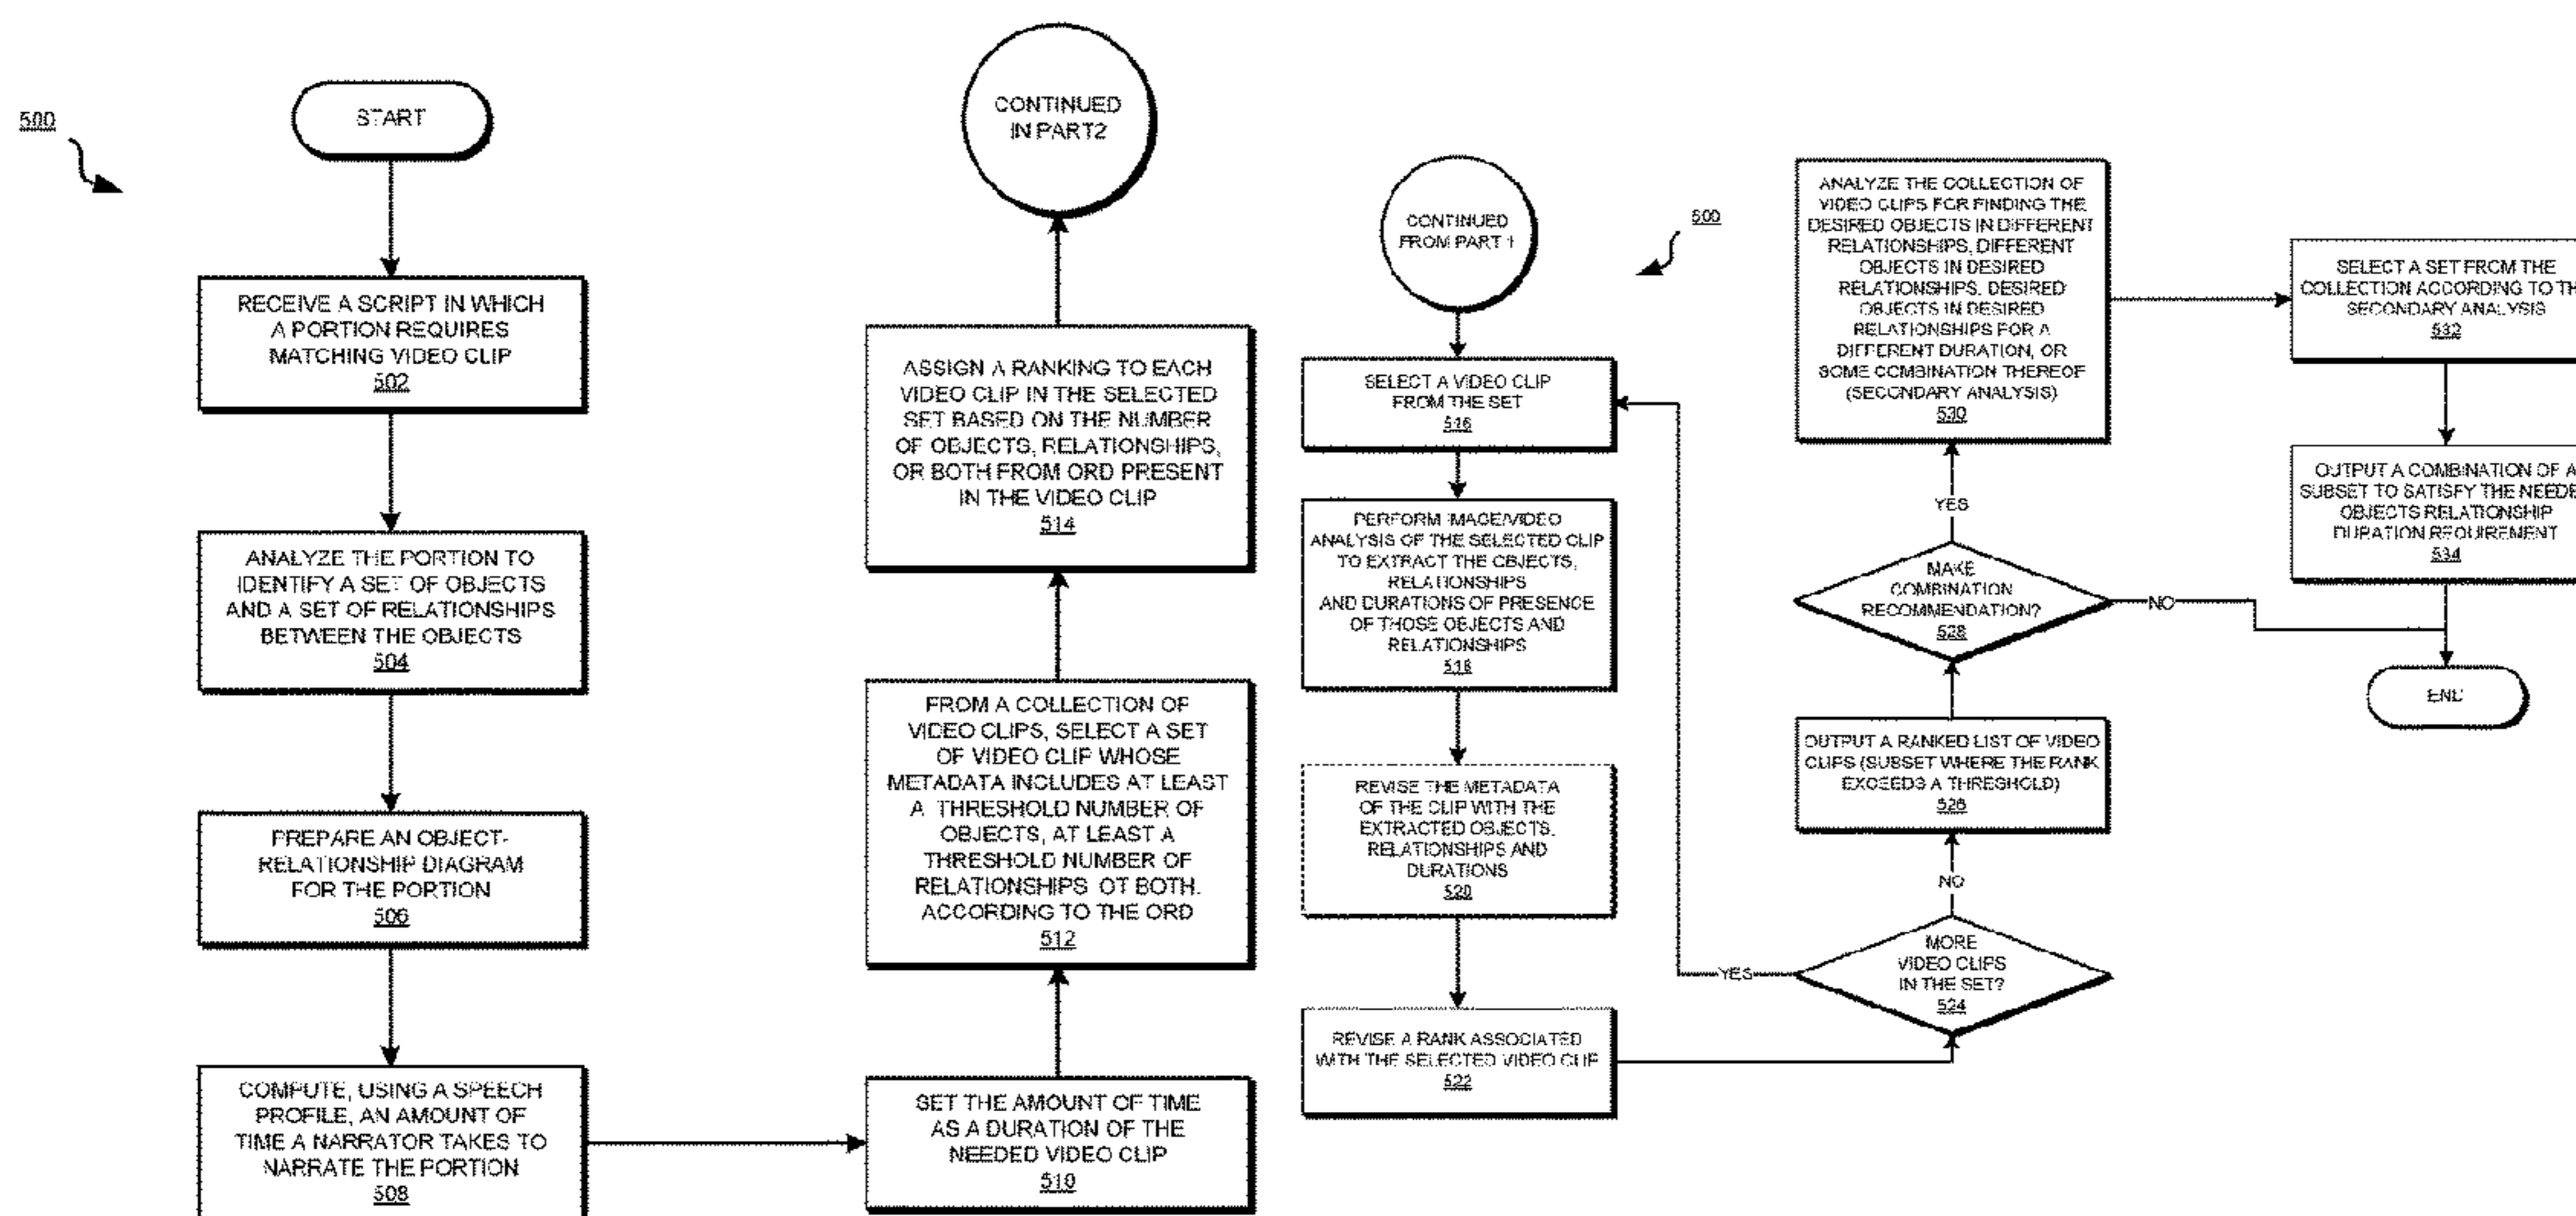 500
START
RECEIVE A SCRIPT IN WHICH
A PORTION REQUIRES
MATCHING VIDEO CLIP
502
ANALYZE THE PORTION TO
IDENTIFY A SET OF OBJECTS
AND A SET OF RELATIONSHIPS
BETWEEN THE OBJECTS
504
PREPARE AN OBJECT-
RELATIONSHIP DIAGRAM
FOR THE PORTION
506
COMPUTE, USING A SPEECH
PROFILE, AN AMOUNT OF
TIME A NARRATOR TAKES TO
NARRATE THE PORTION
508
SET THE AMOUNT OF TIME
AS A DURATION OF THE
NEEDED VIDEO CLIP
510
FROM A COLLECTION OF
VIDEO CLIPS, SELECT A SET
OF VIDEO CLIP WHOSE
METADATA INCLUDES AT LEAST
A THRESHOLD NUMBER OF
OBJECTS, AT LEAST A
THRESHOLD NUMBER OF
RELATIONSHIPS OT BOTH.
ACCORDING TO THE ORD
512
ASSIGN A RANKING TO EACH
VIDEO CLIP IN THE SELECTED
SET BASED ON THE NUMBER
OF OBJECTS, RELATIONSHIPS,
OR BOTH FROM ORD PRESENT
IN THE VIDEO CLIP
514
CONTINUED
IN PART2
CONTINUED
FROM PART 1
500
SELECT A VIDEO CLIP
FROM THE SET
516
PERFORM IMAGE/VIDEO
ANALYSIS OF THE SELECTED CLIP
TO EXTRACT THE OBJECTS,
RELATIONSHIPS
AND DURATIONS OF PRESENCE
OF THOSE OBJECTS AND
RELATIONSHIPS
518
REVISE THE METADATA
OF THE CLIP WITH THE
EXTRACTED OBJECTS,
RELATIONSHIPS AND
DURATIONS
520
REVISE A RANK ASSOCIATED
WITH THE SELECTED VIDEO CLIP
522
MORE
VIDEO CLIPS
IN THE SET?
524
YES
NO
OUTPUT A RANKED LIST OF VIDEO
CLIPS (SUBSET WHERE THE RANK
EXCEEDS A THRESHOLD)
526
MAKE
COMBINATION
RECOMMENDATION?
528
NO
YES
ANALYZE THE COLLECTION OF
VIDEO CLIPS FOR FINDING THE
DESIRED OBJECTS IN DIFFERENT
RELATIONSHIPS, DIFFERENT
OBJECTS IN DESIRED
RELATIONSHIPS, DESIRED
OBJECTS IN DESIRED
RELATIONSHIPS FOR A
DIFFERENT DURATION, OR
SOME COMBINATION THEREOF
(SECONDARY ANALYSIS)
530
SELECT A SET FROM THE
COLLECTION ACCORDING TO TH
SECONDARY ANALYSIS
532
OUTPUT A COMBINATION OF A
SUBSET TO SATISFY THE NEEDE
OBJECTS RELATIONSHIP
DURATION REQUIREMENT
534
END